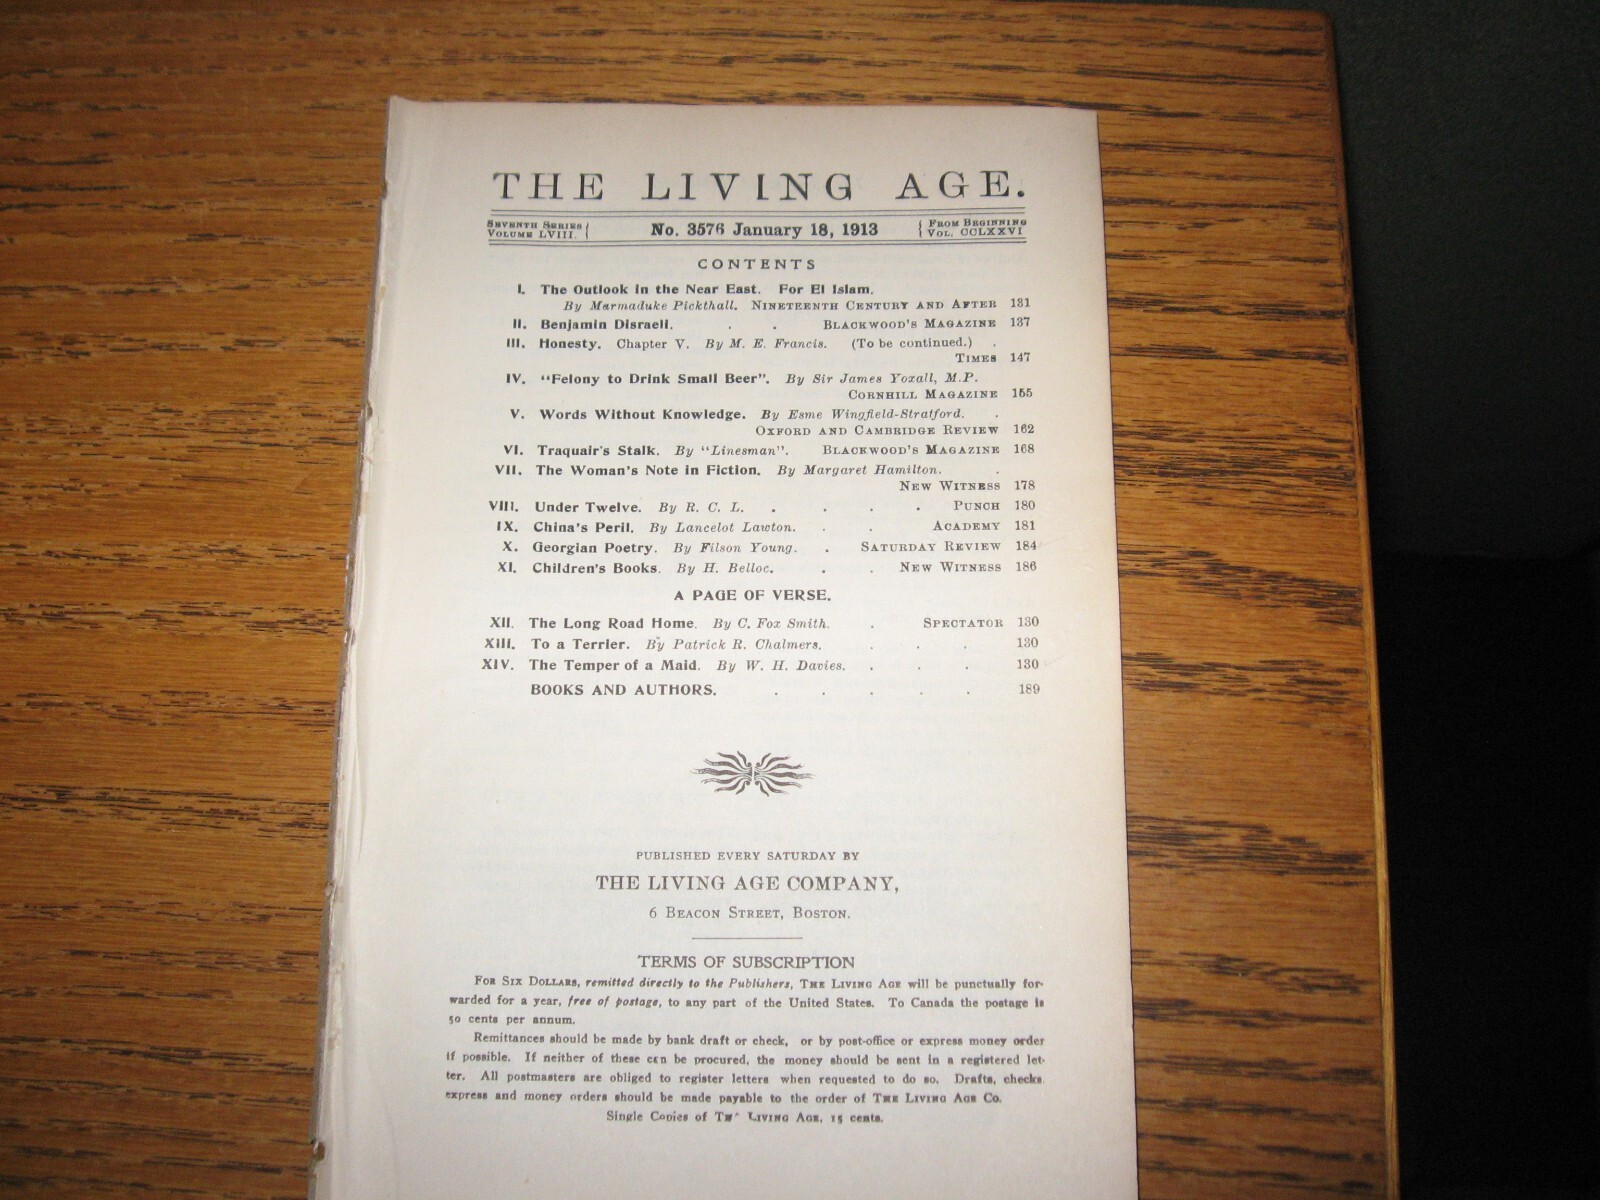 THE LIVING AGE.
SEVENTH SERIES VOLUME LVIII. No. 3576 January 18, 1913 FROM BEGINNING VOL. CCLXXVI
CONTENTS
I. The Outlook in the Near East. For El Islam.
By Marmaduke Pickthall. NINETEENTH CENTURY AND AFTER 131
II. Benjamin Disraeli. . . BLACKWOOD'S MAGAZINE 137
III. Honesty. Chapter V. By M. E. Francis. (To be continued.) .
TIMES 147
IV. "Felony to Drink Small Beer". By Sir James Yoxall, M.P.
CORNHILL MAGAZINE 155
V. Words Without Knowledge. By Esme Wingfield-Stratford. .
OXFORD AND CAMBRIDGE REVIEW 162
VI. Traquair's Stalk. By "Linesman". BLACKWOOD'S MAGAZINE 168
VII. The Woman's Note in Fiction. By Margaret Hamilton. .
NEW WITNESS 178
VIII. Under Twelve. By R. C. L. . . . . PUNCH 180
IX. China's Peril. By Lancelot Lawton. . . ACADEMY 181
X. Georgian Poetry. By Filson Young. . SATURDAY REVIEW 184
XI. Children's Books. By H. Belloc. . . NEW WITNESS 186
A PAGE OF VERSE.
XII. The Long Road Home. By C. Fox Smith. . SPECTATOR 130
XIII. To a Terrier. By Patrick R. Chalmers. . . . 130
XIV. The Temper of a Maid. By W. H. Davies. . . . 130
BOOKS AND AUTHORS. . . . . . 189
PUBLISHED EVERY SATURDAY BY
THE LIVING AGE COMPANY,
6 BEACON STREET, BOSTON.
TERMS OF SUBSCRIPTION
FOR SIX DOLLARS, remitted directly to the Publishers, THE LIVING AGE will be punctually for-
warded for a year, free of postage, to any part of the United States. To Canada the postage is
50 cents per annum.
Remittances should be made by bank draft or check, or by post-office or express money order
if possible. If neither of these can be procured, the money should be sent in a registered let-
ter. All postmasters are obliged to register letters when requested to do so. Drafts, checks
express and money orders should be made payable to the order of THE LIVING AGE CO.
Single Copies of THE LIVING AGE, 15 cents.